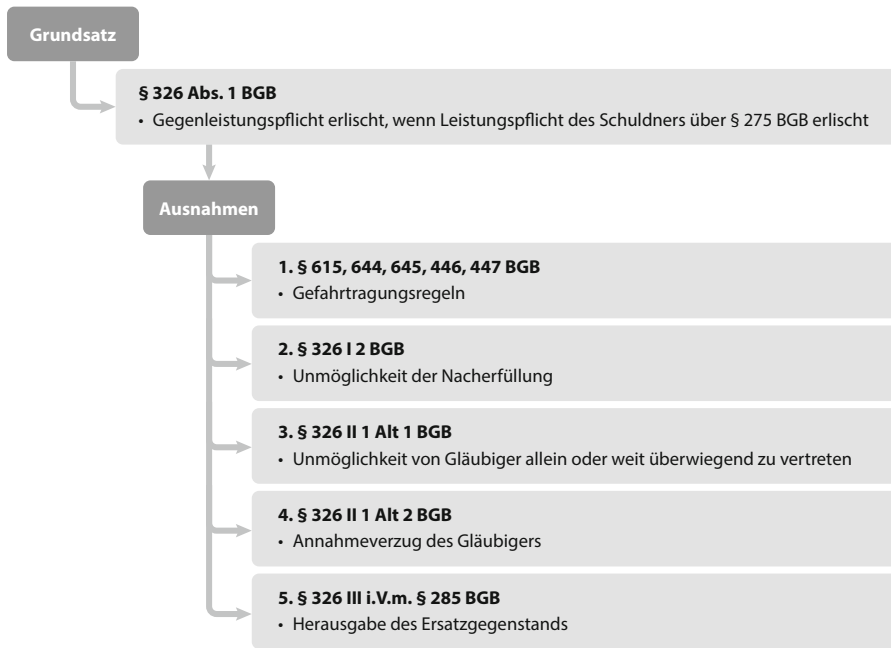 Grundsatz
§ 326 Abs. 1 BGB
• Gegenleistungspflicht erlischt, wenn Leistungspflicht des Schuldners über § 275 BGB erlischt
Ausnahmen
1. § 615, 644, 645, 446, 447 BGB
• Gefahrtragungsregeln
2. § 326 I 2 BGB
• Unmöglichkeit der Nacherfüllung
3. § 326 II 1 Alt 1 BGB
• Unmöglichkeit von Gläubiger allein oder weit überwiegend zu vertreten
4. § 326 II 1 Alt 2 BGB
• Annahmeverzug des Gläubigers
5. § 326 III i.V.m. § 285 BGB
• Herausgabe des Ersatzgegenstands